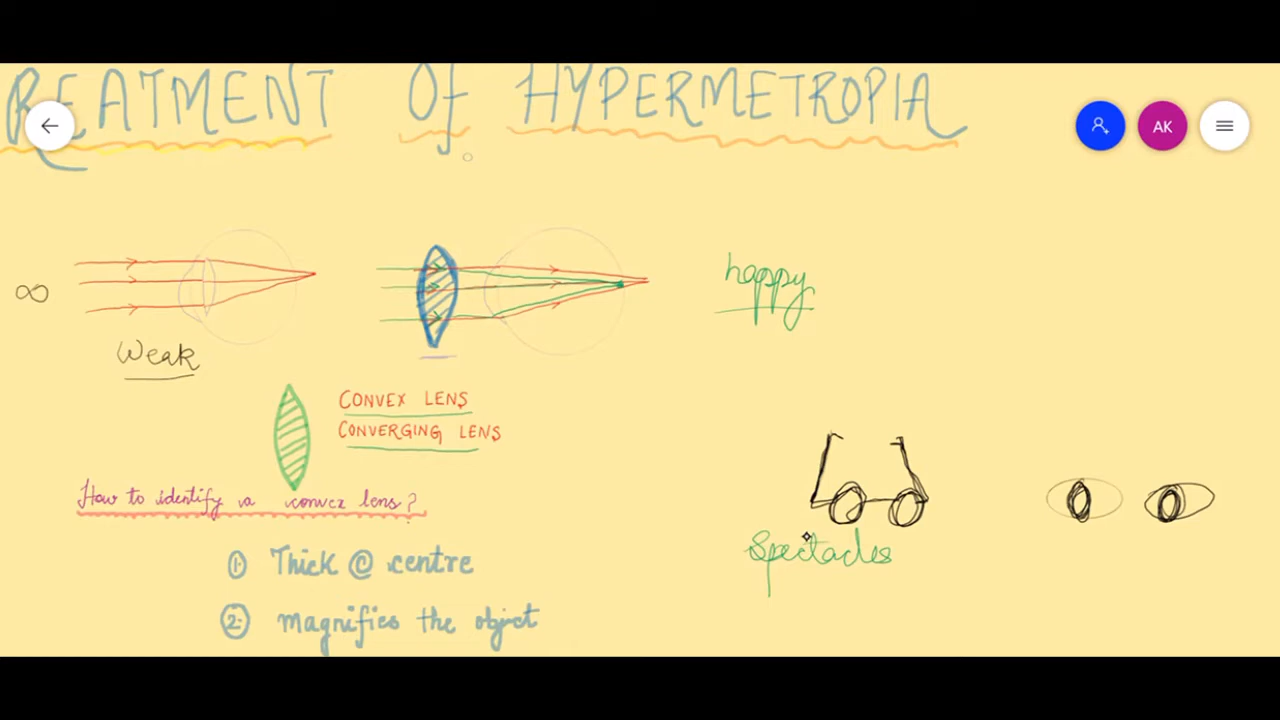 REATMENT Of HYPERMETROPIA
AK
∞
happy
Weak
CONVEX LENS
CONVERGING LENS
How to identify a convex lens?
1. Thick @ centre
Spectacles
2. magnifies the object